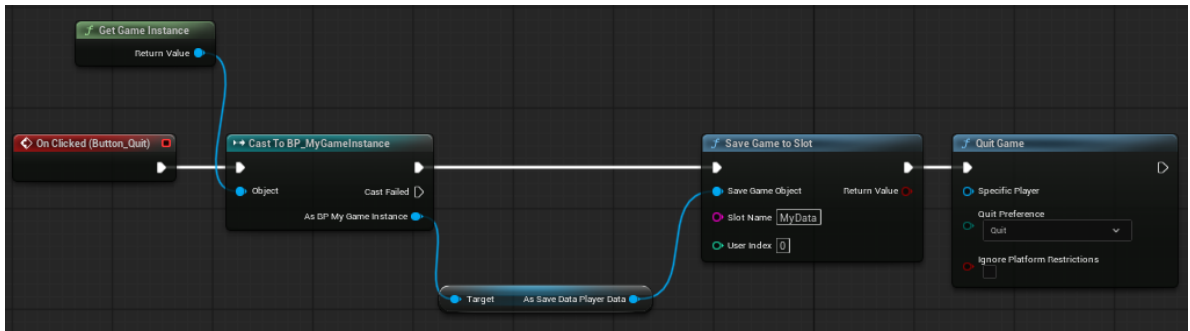 Get Game Instance
Return Value
On Clicked (Button_Quit)
Cast To BP_MyGameInstance
Object
Cast Failed
As BP My Game Instance
Target
As Save Data Player Data
Save Game to Slot
Save Game Object
Return Value
Slot Name MyData
User Index 0
Quit Game
Specific Player
Quit Preference
Quit
Ignore Platform Restrictions